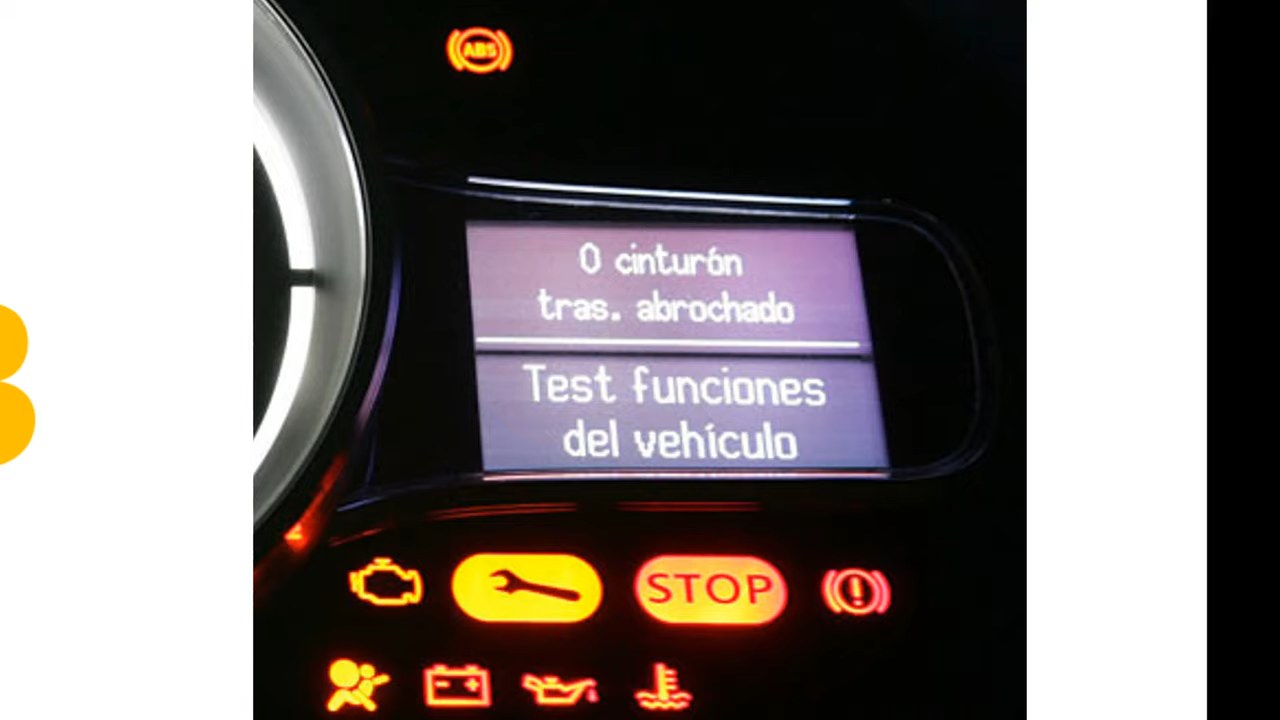 ABS
0 cinturón
tras. abrochado
Test funciones
del vehículo
STOP